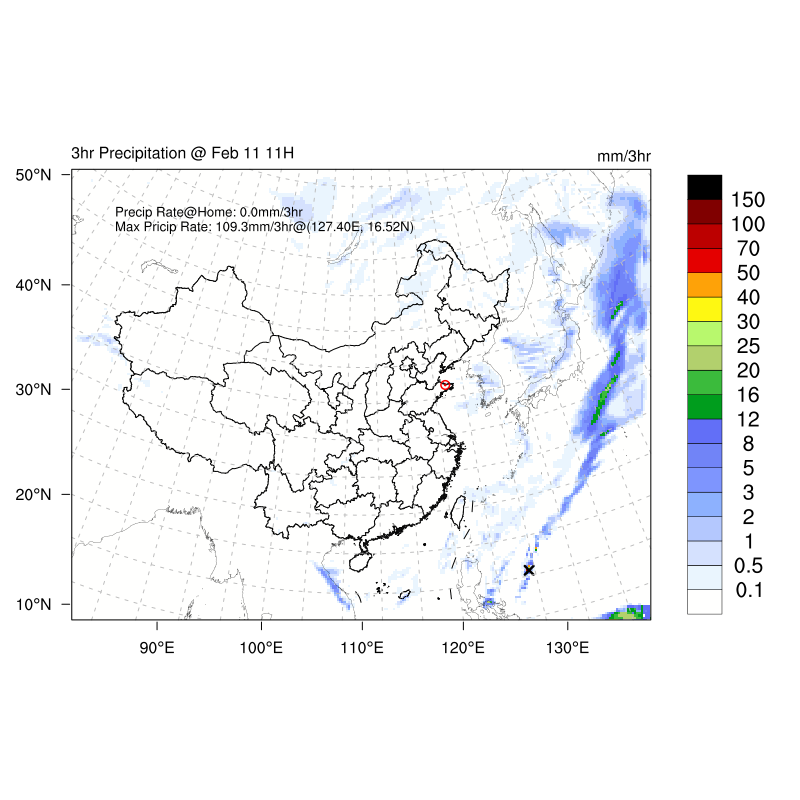 3hr Precipitation @ Feb 11 11H
mm/3hr
Precip Rate@Home: 0.0mm/3hr
Max Pricip Rate: 109.3mm/3hr@(127.40E, 16.52N)
50°N
40°N
30°N
20°N
10°N
90°E
100°E
110°E
120°E
130°E
150
100
70
50
40
30
25
20
16
12
8
5
3
2
1
0.5
0.1